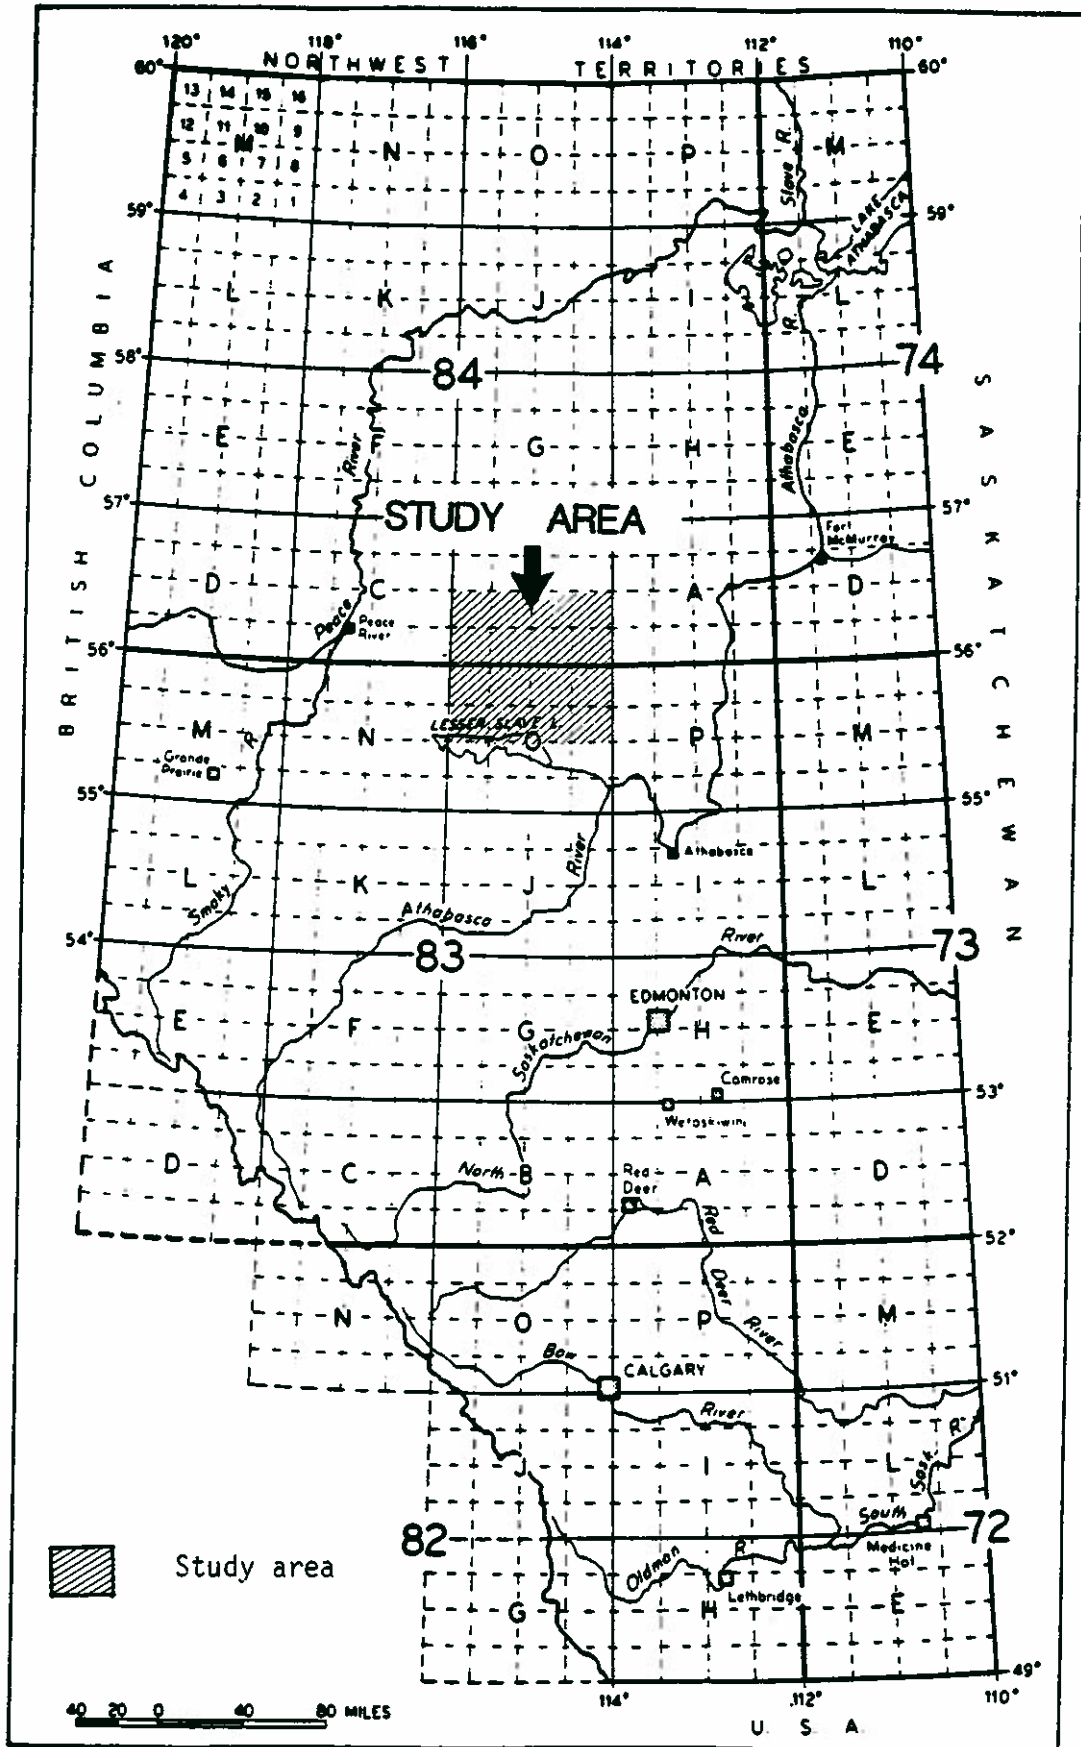 120° 118° 116° 114° 112° 110°
NORTHWEST TERRITORIES
60° 60°
13 14 15 16
12 11 10 9
M N O P M
5 6 7 8
4 3 2 1
Slave R.
59° 59°
LAKE ATHABASCA
L K J I L
R.
58° 84 74
BRITISH COLUMBIA
SASKATCHEWAN
E F G H E
River
Athabasca
57° 57°
STUDY AREA
Fort McMurray
D C A D
Peace
Peace River
56° 56°
LESSER SLAVE L
M N O P M
R.
Grande Prairie
55° 55°
Athabasca
River
L K J I L
Smoky
Athabasca
54° 83 73
River
EDMONTON
E F G H E
Saskatchewan
Camrose
53°
Wetaskiwin
D C North B A D
Red Deer
Red
52°
Deer
N O P M
River
Bow
CALGARY
51°
River
R
J I L
Sask
South
82 72
Medicine Hat
R
Oldman
Lethbridge
G H E
Study area
49°
114° 112° 110°
40 20 0 40 80 MILES
U. S. A.